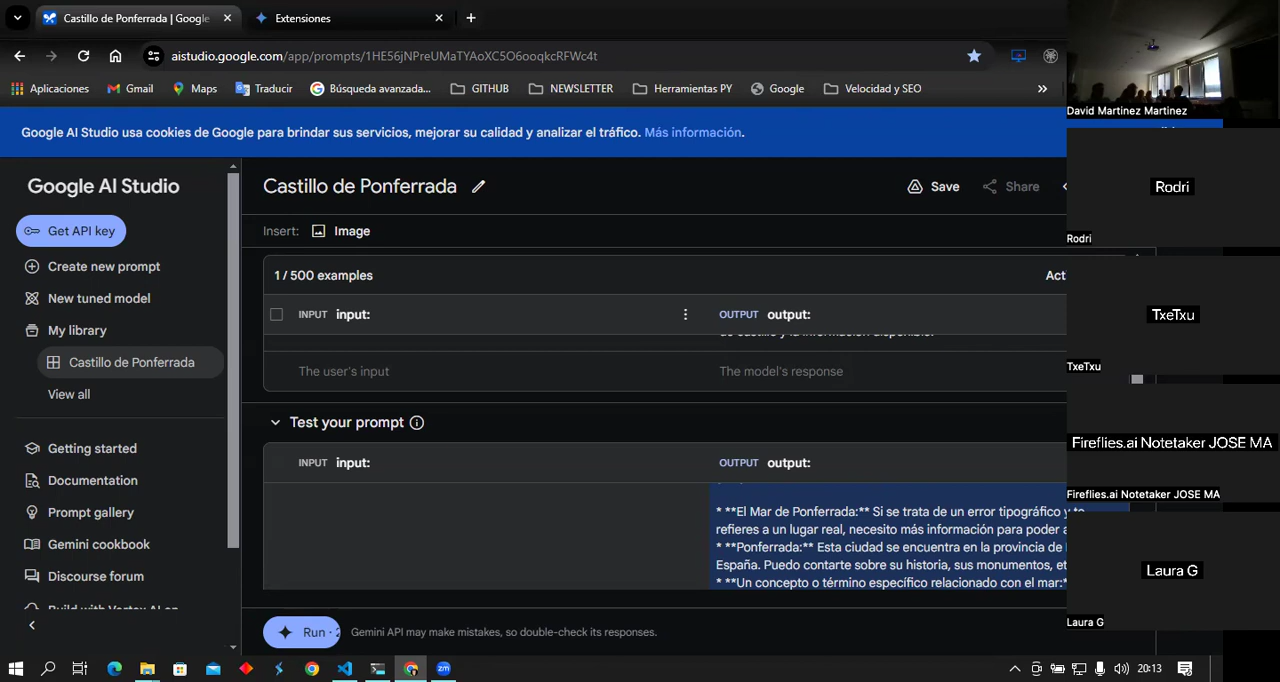 Castillo de Ponferrada | Google
Extensiones
aistudio.google.com/app/prompts/1HE56jNPreUMaTYAoXC5O6ooqkcRFWc4t
Aplicaciones
Gmail
Maps
Traducir
Búsqueda avanzada...
GITHUB
NEWSLETTER
Herramientas PY
Google
Velocidad y SEO
David Martinez Martinez
Google AI Studio usa cookies de Google para brindar sus servicios, mejorar su calidad y analizar el tráfico. Más información.
Google AI Studio
Get API key
Create new prompt
New tuned model
My library
Castillo de Ponferrada
View all
Getting started
Documentation
Prompt gallery
Gemini cookbook
Discourse forum
Castillo de Ponferrada
Save
Share
Insert:
Image
1 / 500 examples
Acti
INPUT input:
OUTPUT output:
de castillo y la información disponible.
The user's input
The model's response
Test your prompt
INPUT input:
OUTPUT output:
* **El Mar de Ponferrada:** Si se trata de un error tipográfico y te
refieres a un lugar real, necesito más información para poder a
* **Ponferrada:** Esta ciudad se encuentra en la provincia de
España. Puedo contarte sobre su historia, sus monumentos, et
* **Un concepto o término específico relacionado con el mar:*
Run
Gemini API may make mistakes, so double-check its responses.
Rodri
Rodri
TxeTxu
TxeTxu
Fireflies.ai Notetaker JOSE MA
Fireflies.ai Notetaker JOSE MA
Laura G
Laura G
zm
20:13